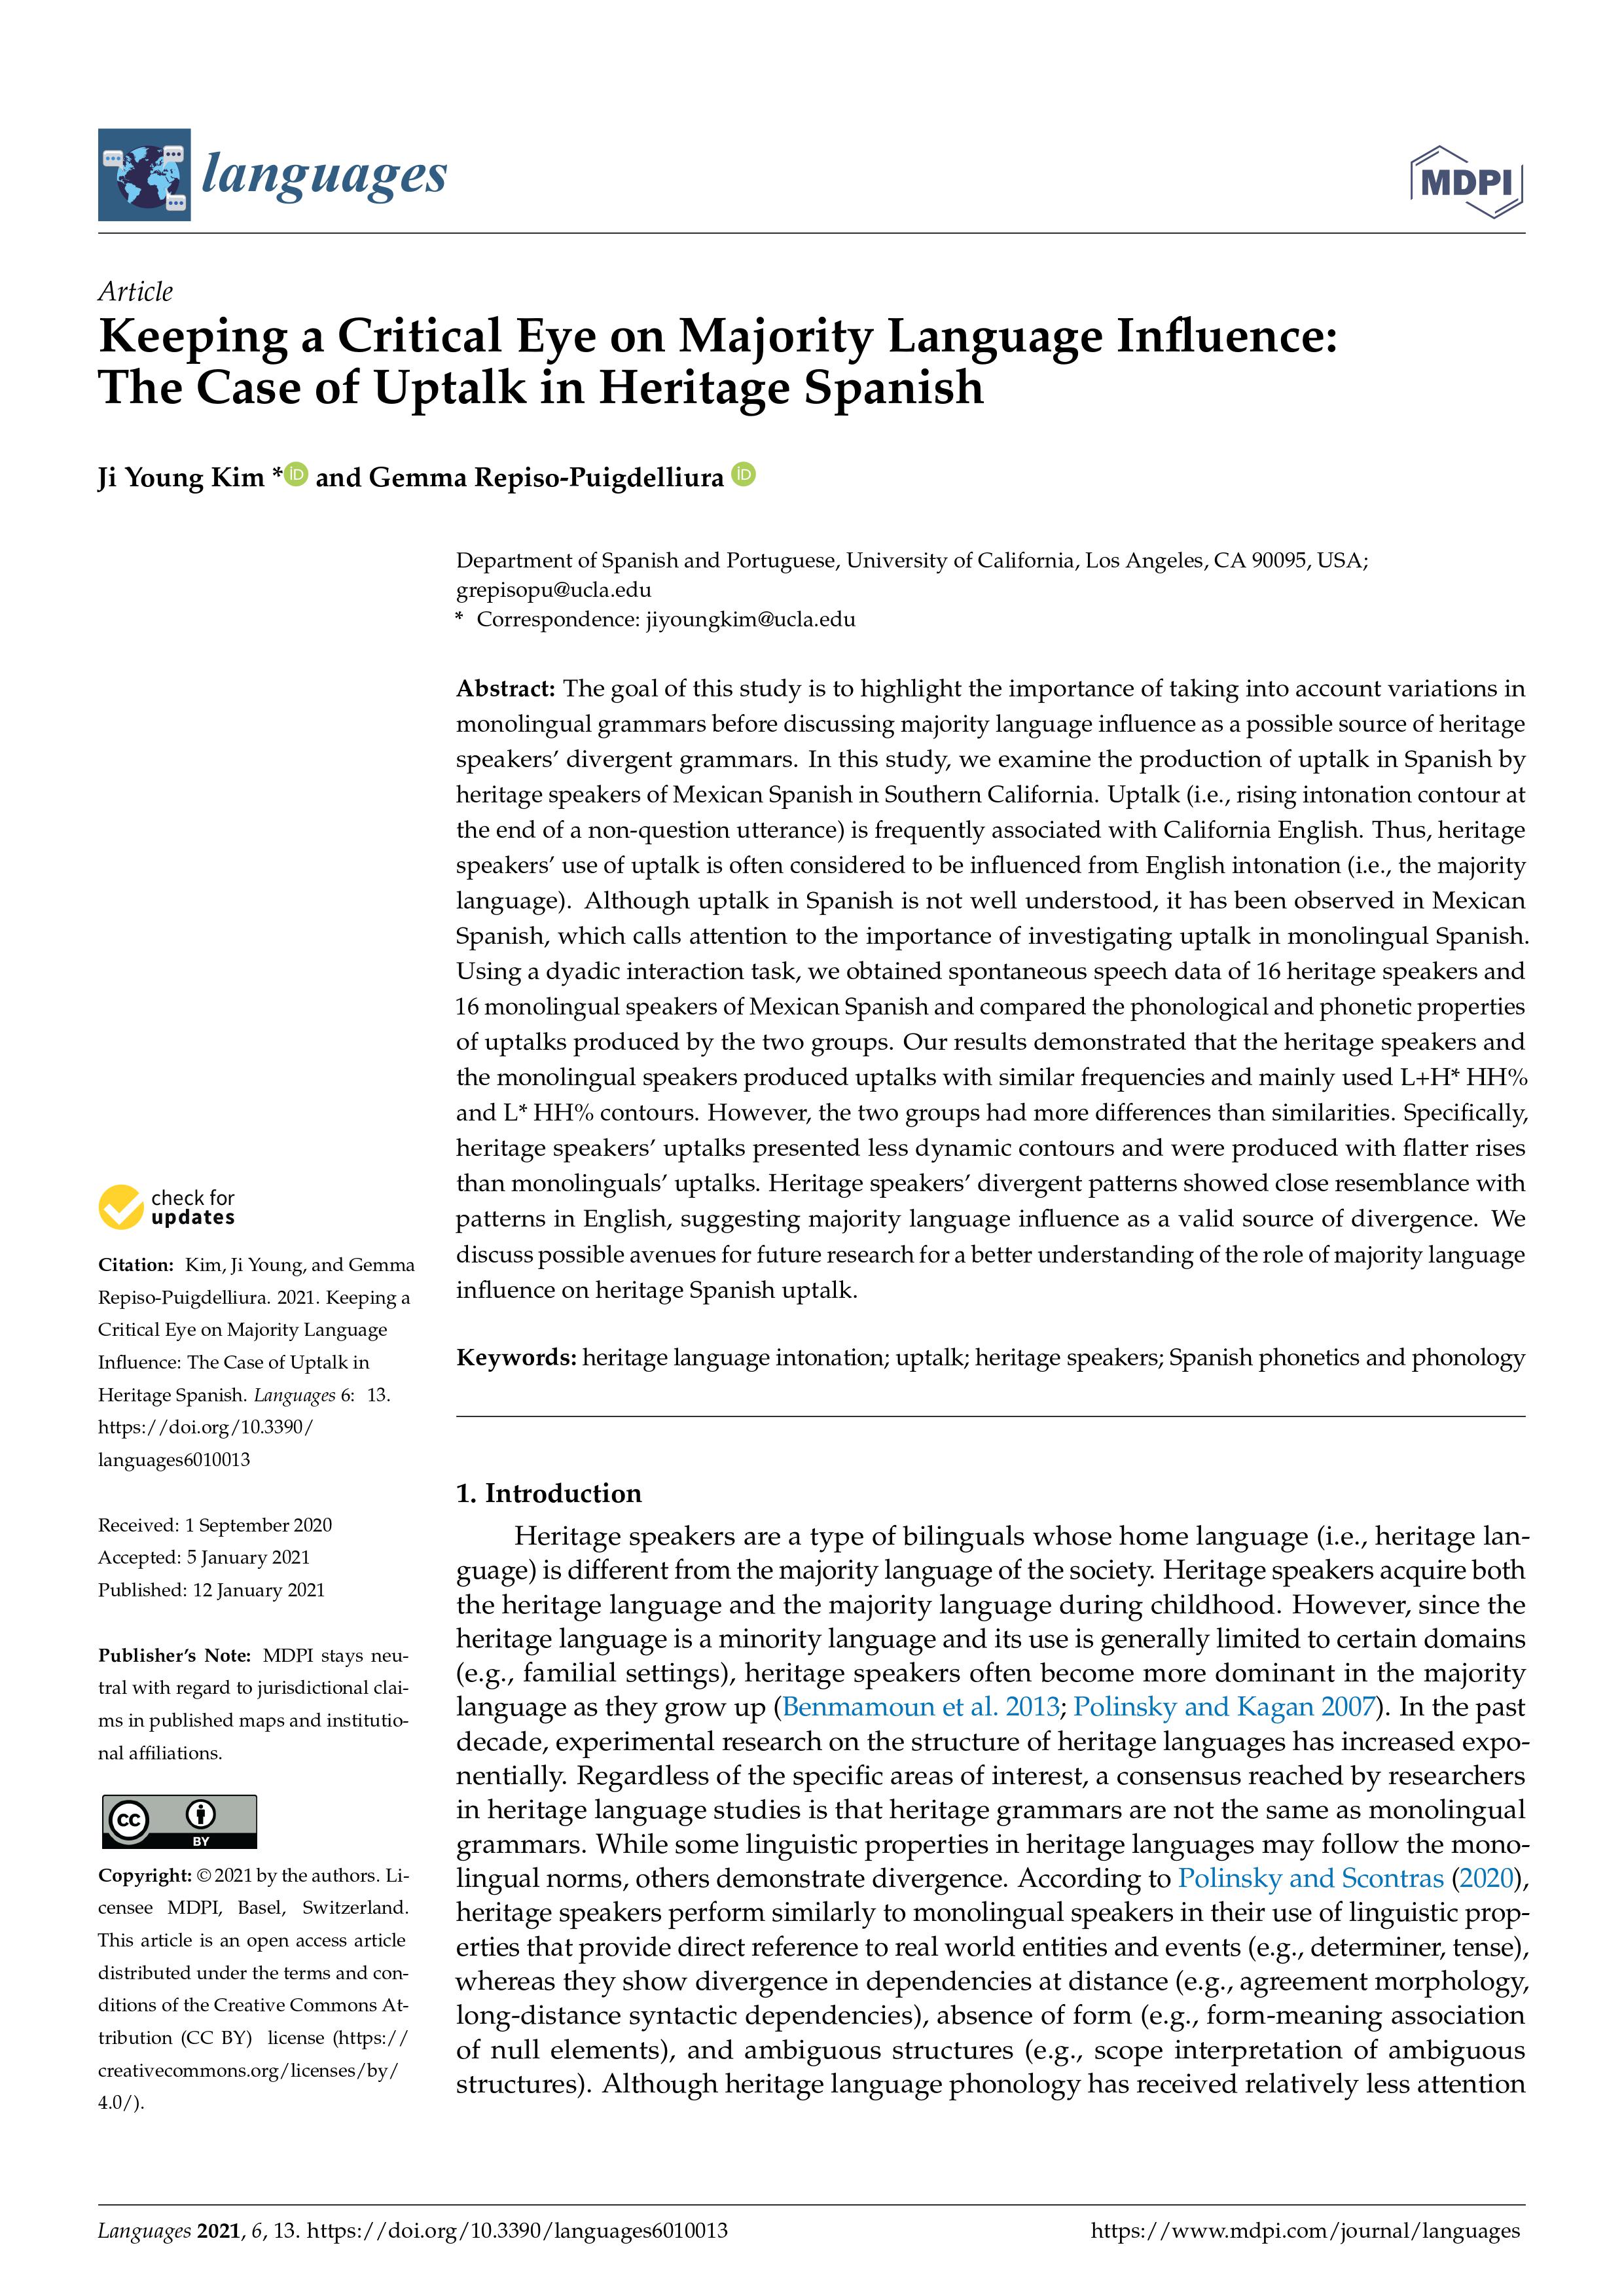 languages
MDPI
Article
Keeping a Critical Eye on Majority Language Influence:
The Case of Uptalk in Heritage Spanish
Ji Young Kim * iD and Gemma Repiso-Puigdelliura iD
Department of Spanish and Portuguese, University of California, Los Angeles, CA 90095, USA;
grepisopu@ucla.edu
* Correspondence: jiyoungkim@ucla.edu
Abstract: The goal of this study is to highlight the importance of taking into account variations in
monolingual grammars before discussing majority language influence as a possible source of heritage
speakers’ divergent grammars. In this study, we examine the production of uptalk in Spanish by
heritage speakers of Mexican Spanish in Southern California. Uptalk (i.e., rising intonation contour at
the end of a non-question utterance) is frequently associated with California English. Thus, heritage
speakers’ use of uptalk is often considered to be influenced from English intonation (i.e., the majority
language). Although uptalk in Spanish is not well understood, it has been observed in Mexican
Spanish, which calls attention to the importance of investigating uptalk in monolingual Spanish.
Using a dyadic interaction task, we obtained spontaneous speech data of 16 heritage speakers and
16 monolingual speakers of Mexican Spanish and compared the phonological and phonetic properties
of uptalks produced by the two groups. Our results demonstrated that the heritage speakers and
the monolingual speakers produced uptalks with similar frequencies and mainly used L+H* HH%
and L* HH% contours. However, the two groups had more differences than similarities. Specifically,
heritage speakers’ uptalks presented less dynamic contours and were produced with flatter rises
than monolinguals’ uptalks. Heritage speakers’ divergent patterns showed close resemblance with
patterns in English, suggesting majority language influence as a valid source of divergence. We
discuss possible avenues for future research for a better understanding of the role of majority language
influence on heritage Spanish uptalk.
Keywords: heritage language intonation; uptalk; heritage speakers; Spanish phonetics and phonology
check for
updates
Citation: Kim, Ji Young, and Gemma
Repiso-Puigdelliura. 2021. Keeping a
Critical Eye on Majority Language
Influence: The Case of Uptalk in
Heritage Spanish. Languages 6: 13.
https://doi.org/10.3390/
languages6010013
Received: 1 September 2020
Accepted: 5 January 2021
Published: 12 January 2021
Publisher’s Note: MDPI stays neu-
tral with regard to jurisdictional clai-
ms in published maps and institutio-
nal affiliations.
cc
BY
Copyright: © 2021 by the authors. Li-
censee MDPI, Basel, Switzerland.
This article is an open access article
distributed under the terms and con-
ditions of the Creative Commons At-
tribution (CC BY) license (https://
creativecommons.org/licenses/by/
4.0/).
1. Introduction
Heritage speakers are a type of bilinguals whose home language (i.e., heritage lan-
guage) is different from the majority language of the society. Heritage speakers acquire both
the heritage language and the majority language during childhood. However, since the
heritage language is a minority language and its use is generally limited to certain domains
(e.g., familial settings), heritage speakers often become more dominant in the majority
language as they grow up (Benmamoun et al. 2013; Polinsky and Kagan 2007). In the past
decade, experimental research on the structure of heritage languages has increased expo-
nentially. Regardless of the specific areas of interest, a consensus reached by researchers
in heritage language studies is that heritage grammars are not the same as monolingual
grammars. While some linguistic properties in heritage languages may follow the mono-
lingual norms, others demonstrate divergence. According to Polinsky and Scontras (2020),
heritage speakers perform similarly to monolingual speakers in their use of linguistic prop-
erties that provide direct reference to real world entities and events (e.g., determiner, tense),
whereas they show divergence in dependencies at distance (e.g., agreement morphology,
long-distance syntactic dependencies), absence of form (e.g., form-meaning association
of null elements), and ambiguous structures (e.g., scope interpretation of ambiguous
structures). Although heritage language phonology has received relatively less attention
Languages 2021, 6, 13. https://doi.org/10.3390/languages6010013
https://www.mdpi.com/journal/languages